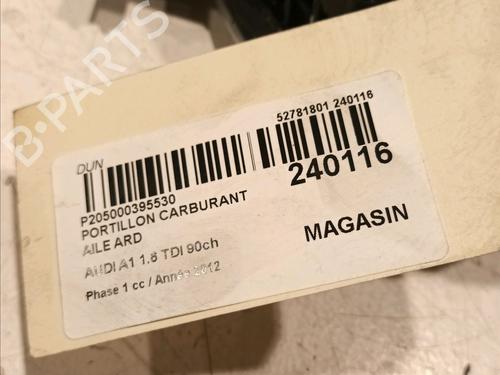 B-PARTS
DUN
52781801 240116
P205000395530
240116
PORTILLON CARBURANT
AILE ARD
MAGASIN
AUDI A1 1.6 TDI 90ch
Phase 1 cc / Année 2012